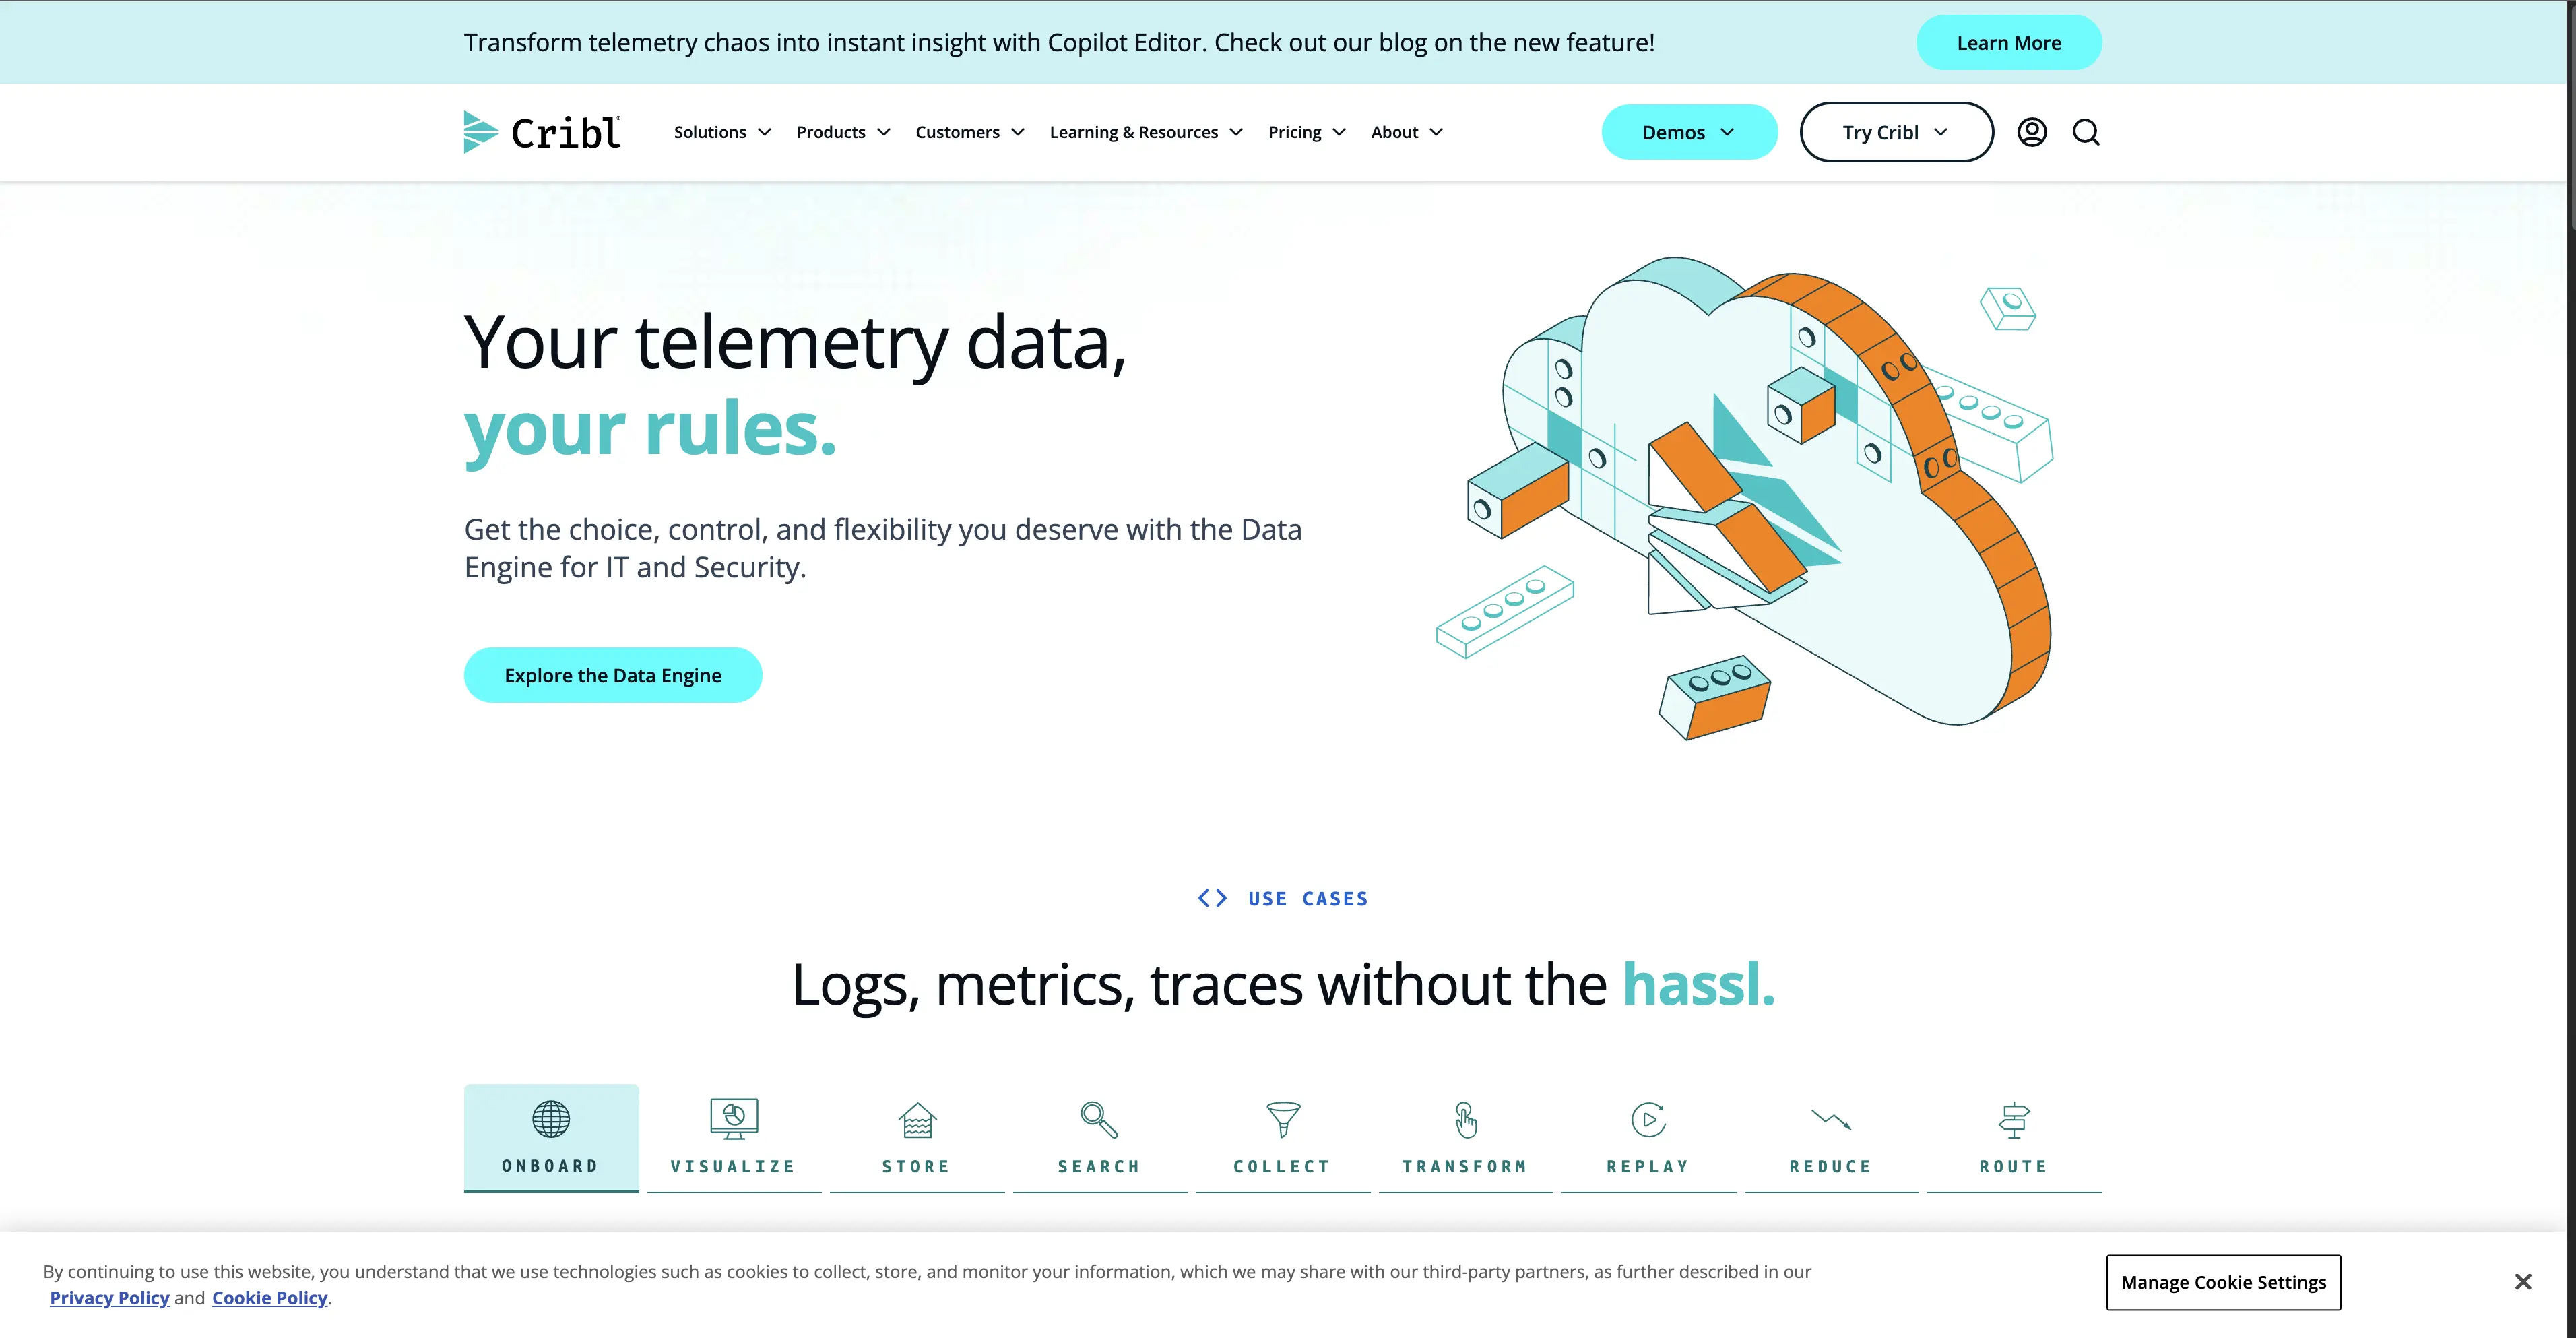 Transform telemetry chaos into instant insight with Copilot Editor. Check out our blog on the new feature!
Learn More
Cribl
Solutions
Products
Customers
Learning & Resources
Pricing
About
Demos
Try Cribl
Your telemetry data,
your rules.
Get the choice, control, and flexibility you deserve with the Data
Engine for IT and Security.
Explore the Data Engine
USE CASES
Logs, metrics, traces without the hassl.
ONBOARD
VISUALIZE
STORE
SEARCH
COLLECT
TRANSFORM
REPLAY
REDUCE
ROUTE
By continuing to use this website, you understand that we use technologies such as cookies to collect, store, and monitor your information, which we may share with our third-party partners, as further described in our
Privacy Policy and Cookie Policy.
Manage Cookie Settings